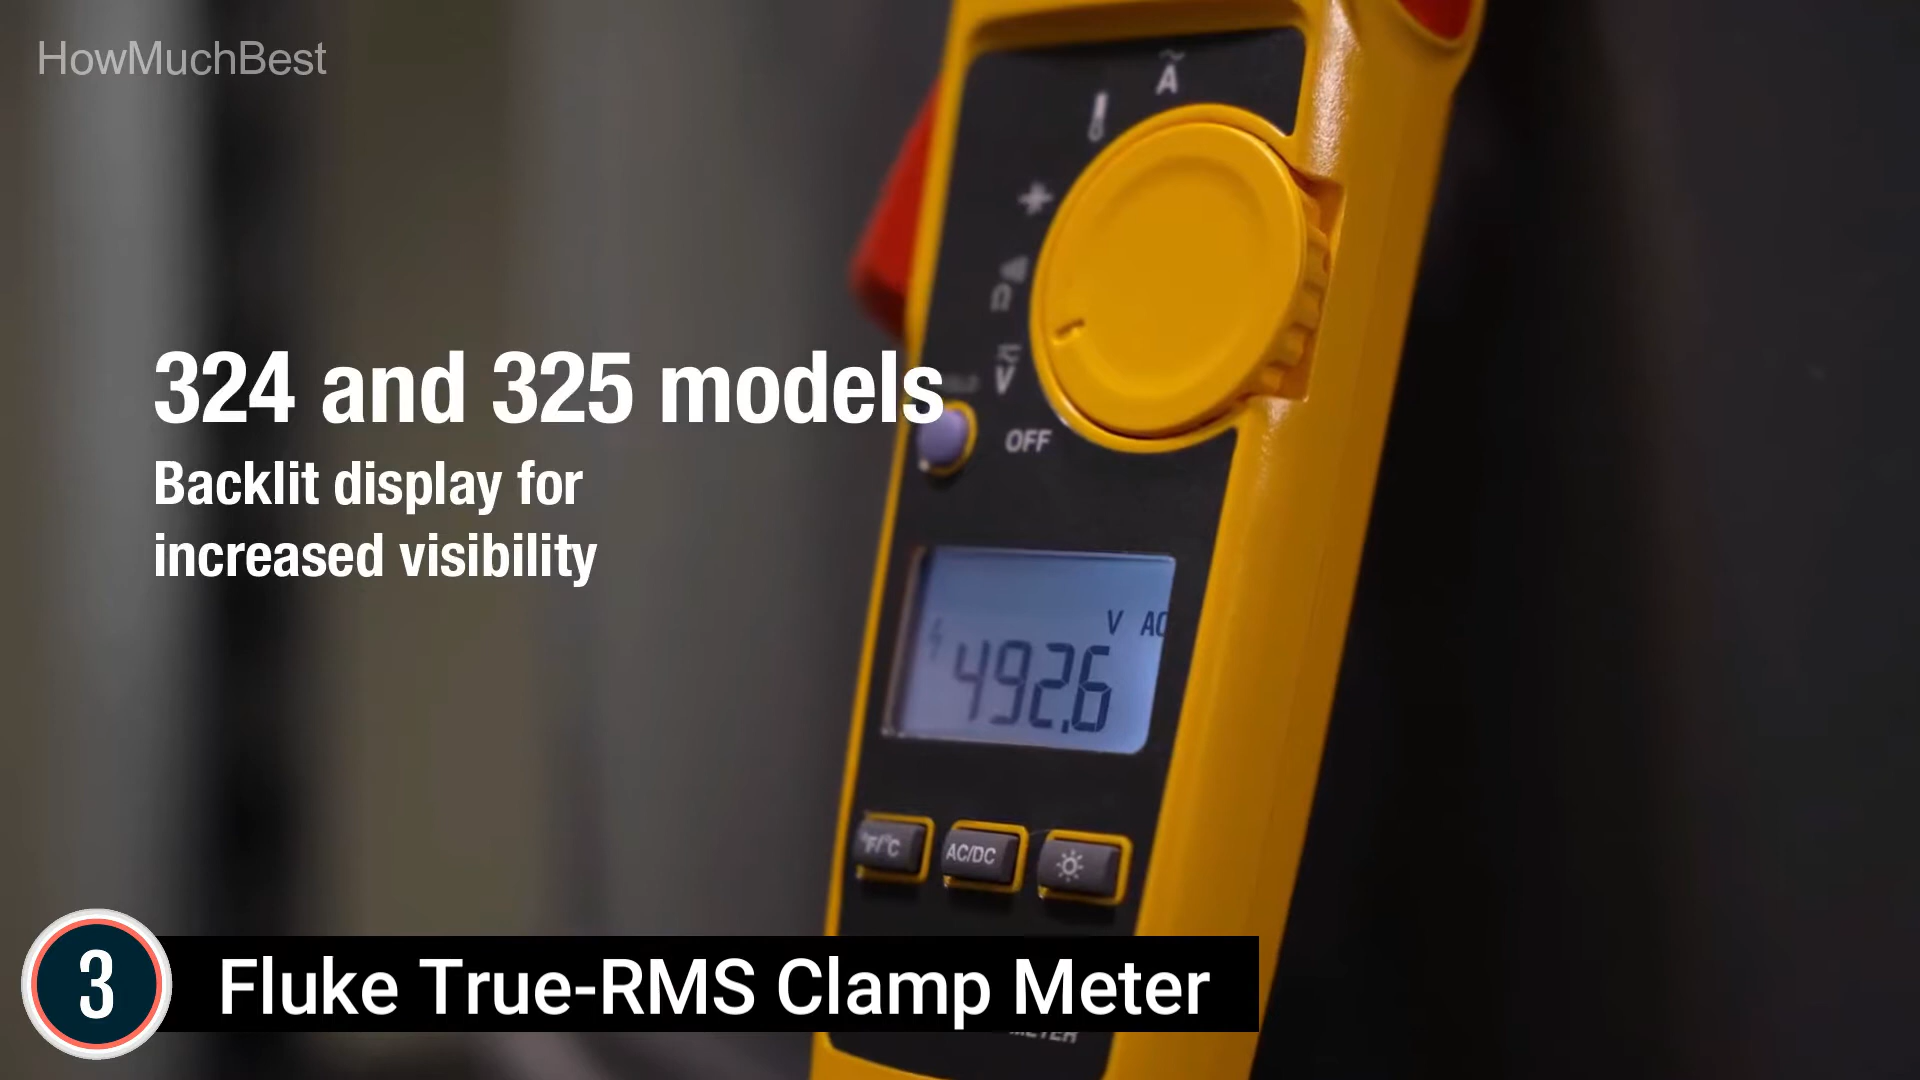 HowMuchBest
Ã
324 and 325 models
Backlit display for
increased visibility
Ω
V
OFF
V AC
492.6
°F/°C
AC/DC
3
Fluke True-RMS Clamp Meter
METER